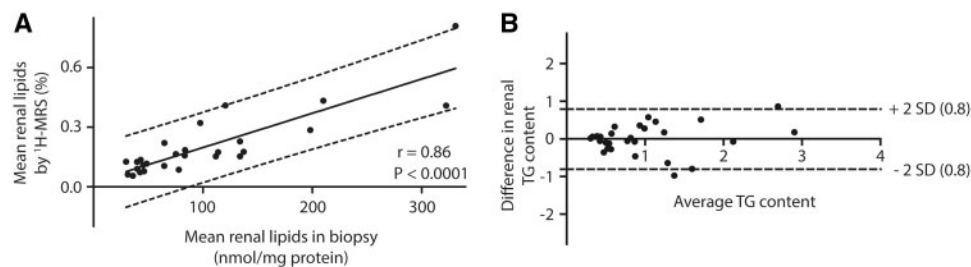 A
Mean renal lipids
by ¹H-MRS (%)
0.6
0.3
0.0
r = 0.86
P < 0.0001
100
200
300
Mean renal lipids in biopsy
(nmol/mg protein)
B
Difference in renal
TG content
2
1
0
-1
-2
1
2
3
4
+ 2 SD (0.8)
- 2 SD (0.8)
Average TG content